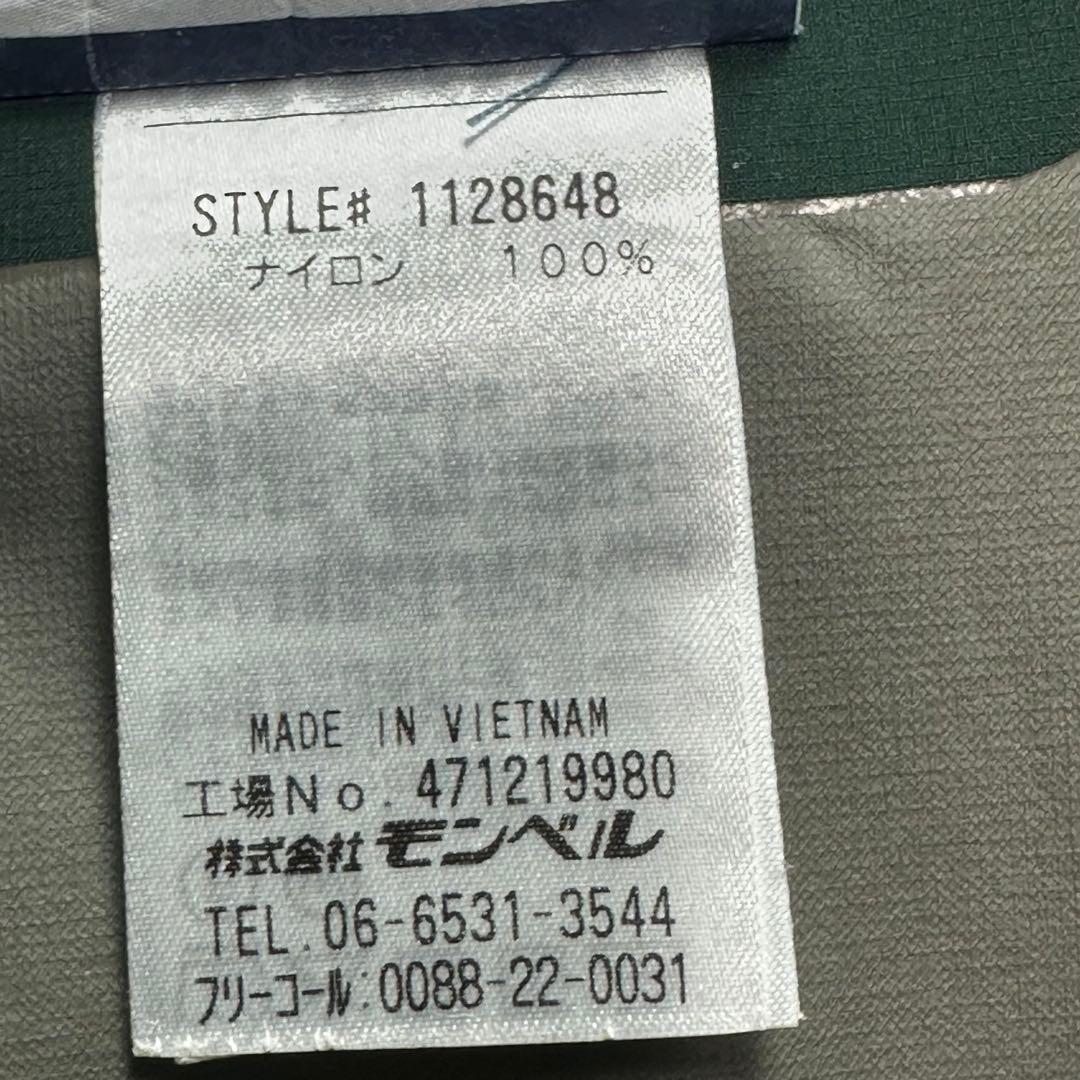 STYLE# 1128648
ナイロン 100%
MADE IN VIETNAM
工場No. 471219980
株式会社モンベル
TEL.06-6531-3544
フリーコール:0088-22-0031